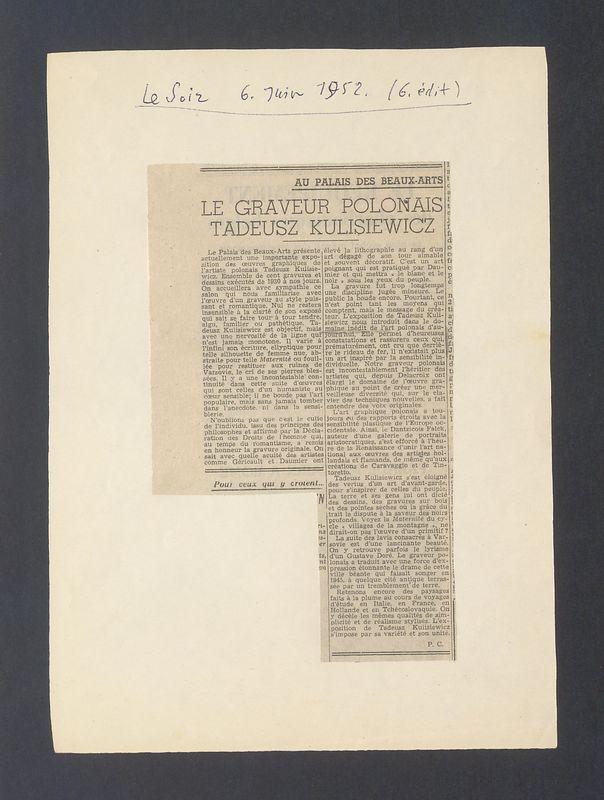 Le Soir 6. Juin 1952. (6. édit)
AU PALAIS DES BEAUX-ARTS
LE GRAVEUR POLONAIS
TADEUSZ KULISIEWICZ
Le Palais des Beaux-Arts présente
actuellement une importante expo-
sition des œuvres graphiques de
l'artiste polonais Tadeusz Kulisie-
wicz. Ensemble de cent gravures et
dessins exécutés de 1920 à nos jours.
On accueillera avec sympathie ce
salon qui nous familiarise avec
l'œuvre d'un graveur au style puis-
sant et romantique. Nul ne restera
insensible à la clarté de son exposé
qui sait se faire tour à tour tendre,
aigu, familier ou pathétique. Ta-
deusz Kulisiewicz est objectif, mais
avec une nervosité de la ligne qui
n'est jamais monotone. Il varie à
l'infini son écriture, elliptique pour
telle silhouette de femme nue, abs-
straite pour telle Maternité ou fouil-
lée pour restituer aux ruines de
Varsovie, le cri de ses pierres bles-
sées. Il y a une incontestable con-
tinuité dans cette suite d'œuvres
qui sont celles d'un humaniste au
cœur sensible; il ne boude pas l'art
populaire, mais sans jamais tomber
dans l'anecdote ni dans la sensi-
blerie.
N'oublions pas que c'est le culte
de l'individu, issu des principes des
philosophes et affirmé par la Décla-
ration des Droits de l'homme qui,
au temps du romantisme, a remis
en honneur la gravure originale. On
sait avec quelle acuité des artistes
comme Géricault et Daumier ont
élevé la lithographie au rang d'un
art dégagé de son tour aimable
et souvent décoratif. C'est un art
poignant qui est pratiqué par Dau-
mier et qui mettra « le blanc et le
noir » sous les yeux du peuple.
La gravure fut trop longtemps
une discipline jugée mineure. Le
public la boude encore. Pourtant, ce
n'est point tant les moyens qui
comptent, mais le message du créa-
teur. L'exposition de Tadeusz Kuli-
siewicz nous introduit dans le do-
maine inédit de l'art polonais d'au-
jourd'hui. Elle permet d'heureuses
constatations et rassurera ceux qui,
prématurément, ont cru que derriè-
re le rideau de fer, il n'existait plus
un art inspiré par la sensibilité in-
dividuelle. Notre graveur polonais
est incontestablement l'héritier des
artistes qui, depuis Delacroix ont
élargi le domaine de l'œuvre gra-
phique au point de créer une mer-
veilleuse diversité qui, sur le cla-
vier des techniques nouvelles, a fait
entendre des voix originales.
L'art graphique polonais a tou-
jours eu des rapports étroits avec la
sensibilité plastique de l'Europe oc-
cidentale. Ainsi, le Dantzicois Falck,
auteur d'une galerie de portraits
aristocratiques, s'est efforcé à l'heu-
re de la Renaissance d'unir l'art na-
tional aux œuvres des artistes hol-
landais et flamands, de même qu'aux
créations de Caravaggio et de Tin-
toretto.
Tadeusz Kulisiewicz s'est éloigné
des vertus d'un art d'avant-garde,
pour s'inspirer de celles du peuple.
La terre et ses gens lui ont dicté
des dessins, des gravures sur bois
et des pointes sèches où la grâce du
trait le dispute à la saveur des noirs
profonds. Voyez la Maternité du cy-
cle « villages de la montagne », ne
dirait-on pas l'œuvre d'un primitif ?
La suite des lavis consacrés à Var-
sovie est d'une lancinante beauté.
On y retrouve parfois le lyrisme
d'un Gustave Doré. Le graveur po-
lonais a traduit avec une force d'ex-
pression étonnante le drame de cette
ville béante qui faisait songer en
1945, à quelque cité antique terras-
sée par un tremblement de terre.
Retenons encore des paysages
faits à la plume au cours de voyages
d'étude en Italie, en France, en
Hollande et en Tchécoslovaquie. On
y décèle les mêmes qualités de sim-
plicité et de réalisme stylisés. L'ex-
position de Tadeusz Kulisiewicz
s'impose par sa variété et son unité.
P. C.
Pour ceux qui y croient...